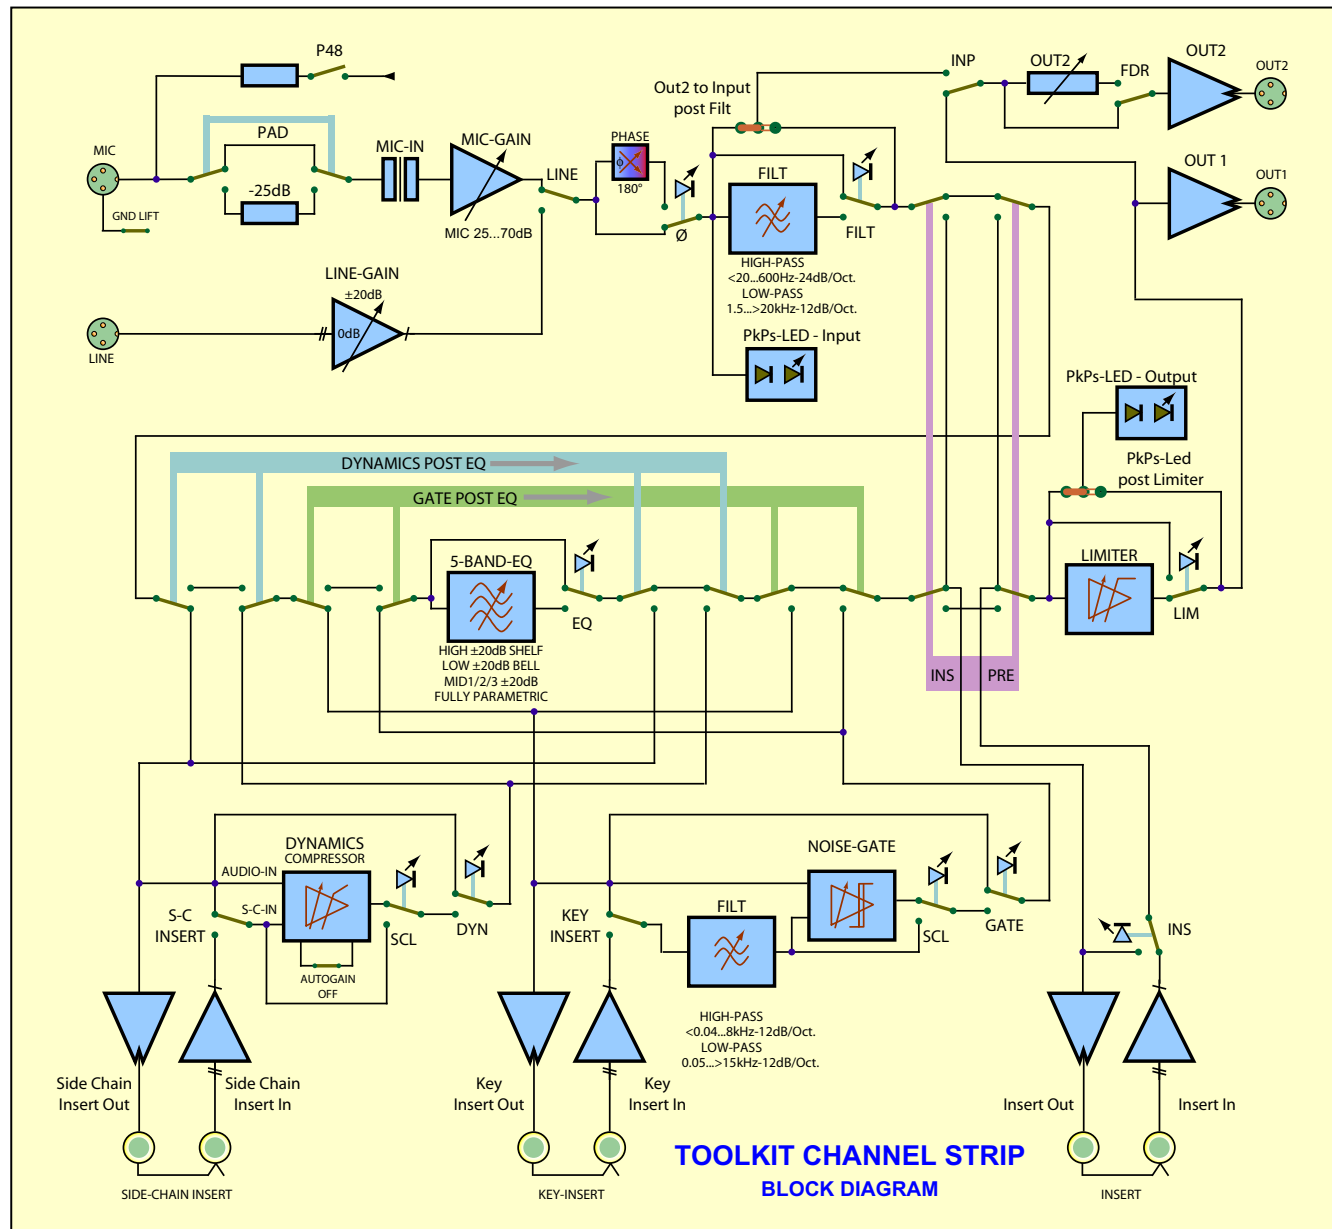 P48
INP
OUT2
FDR
OUT2
OUT2
Out2 to Input
post Filt
PAD
MIC
MIC-IN
MIC-GAIN
PHASE
ϕ
180°
LINE
-25dB
FILT
OUT 1
OUT1
GND LIFT
MIC 25...70dB
Ø
FILT
HIGH-PASS
<20...600Hz-24dB/Oct.
LOW-PASS
1.5...>20kHz-12dB/Oct.
LINE-GAIN
±20dB
0dB
LINE
PkPs-LED - Input
PkPs-LED - Output
PkPs-Led
post Limiter
DYNAMICS POST EQ
GATE POST EQ
5-BAND-EQ
EQ
LIMITER
LIM
HIGH ±20dB SHELF
LOW ±20dB BELL
MID1/2/3 ±20dB
FULLY PARAMETRIC
INS
PRE
DYNAMICS
COMPRESSOR
AUDIO-IN
S-C-IN
S-C
INSERT
SCL
DYN
AUTOGAIN
OFF
NOISE-GATE
KEY
INSERT
FILT
SCL
GATE
INS
HIGH-PASS
<0.04...8kHz-12dB/Oct.
LOW-PASS
0.05...>15kHz-12dB/Oct.
Side Chain
Insert Out
Side Chain
Insert In
Key
Insert Out
Key
Insert In
Insert Out
Insert In
SIDE-CHAIN INSERT
KEY-INSERT
INSERT
TOOLKIT CHANNEL STRIP
BLOCK DIAGRAM